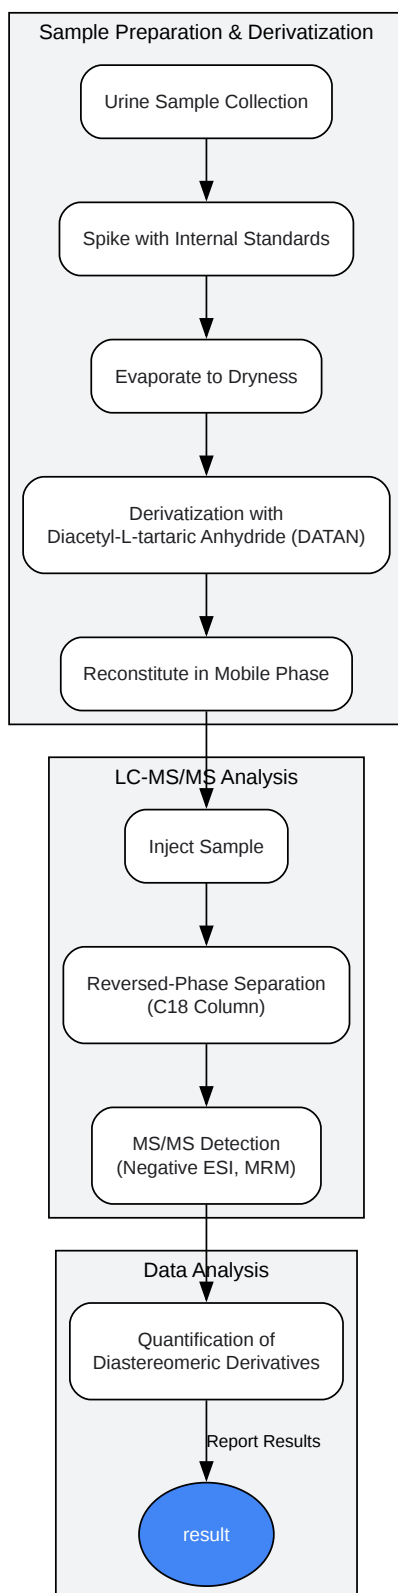 Sample Preparation & Derivatization
Urine Sample Collection
Spike with Internal Standards
Evaporate to Dryness
Derivatization with
Diacetyl-L-tartaric Anhydride (DATAN)
Reconstitute in Mobile Phase
LC-MS/MS Analysis
Inject Sample
Reversed-Phase Separation
(C18 Column)
MS/MS Detection
(Negative ESI, MRM)
Data Analysis
Quantification of
Diastereomeric Derivatives
Report Results
result